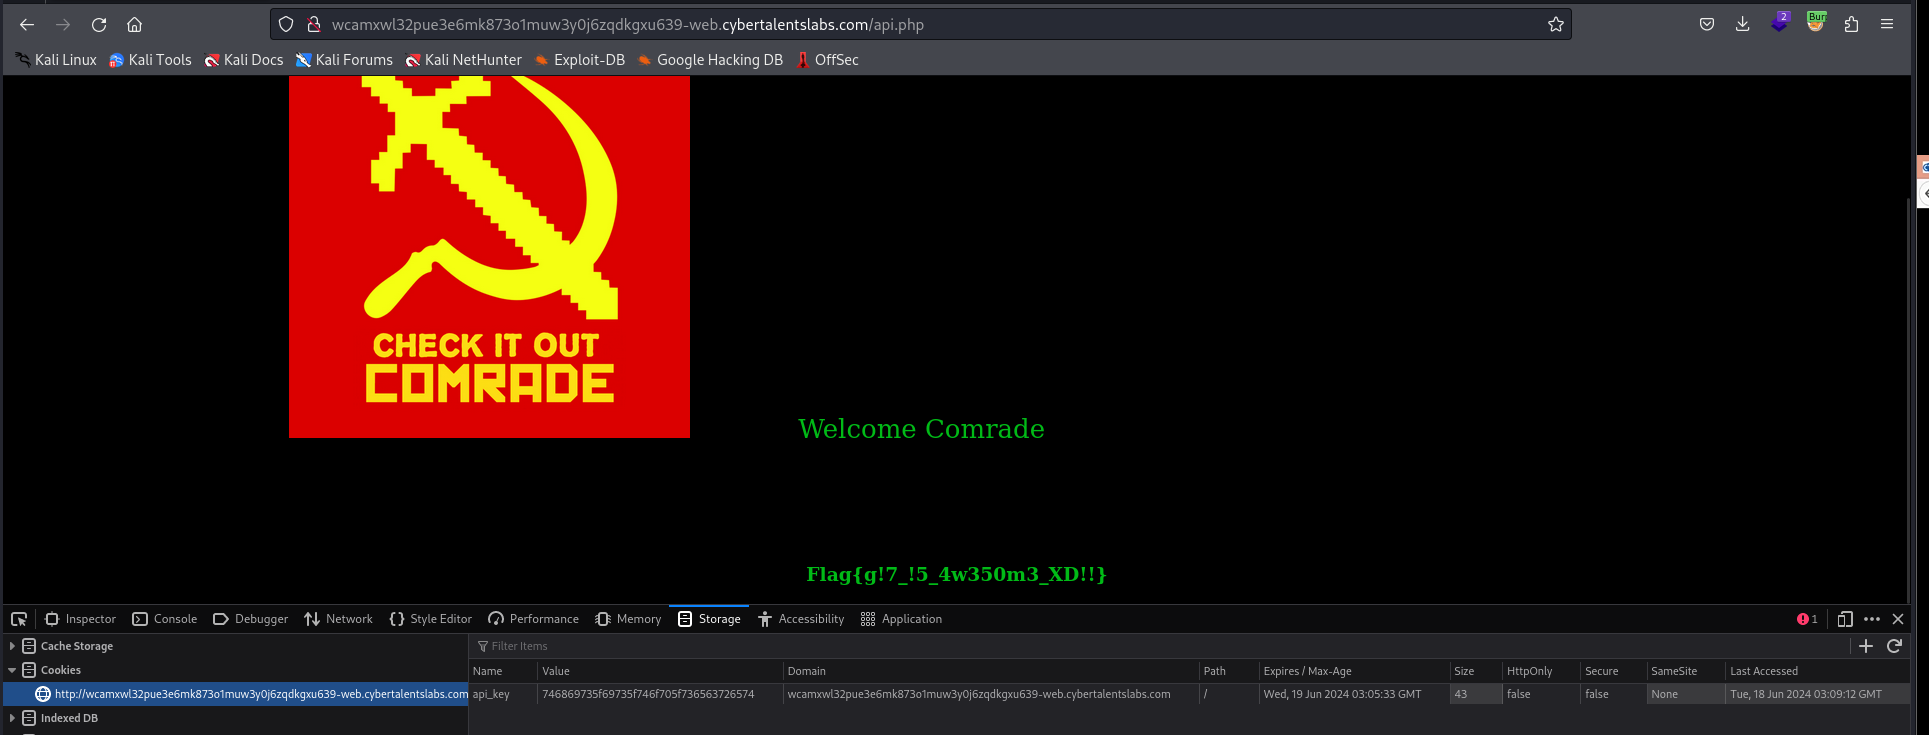 wcamxwl32pue3e6mk873o1muw3y0j6zqdkgxu639-web.cybertalentslabs.com/api.php
2
Kali Linux Kali Tools Kali Docs Kali Forums Kali NetHunter Exploit-DB Google Hacking DB OffSec
CHECK IT OUT
COMRADE
Welcome Comrade
Flag{g!7_!5_4w350m3_XD!!}
Inspector Console Debugger Network Style Editor Performance Memory Storage Accessibility Application 1
Cache Storage
Filter Items
Cookies
Name Value Domain Path Expires / Max-Age Size HttpOnly Secure SameSite Last Accessed
http://wcamxwl32pue3e6mk873o1muw3y0j6zqdkgxu639-web.cybertalentslabs.com
api_key 746869735f69735f746f705f736563726574 wcamxwl32pue3e6mk873o1muw3y0j6zqdkgxu639-web.cybertalentslabs.com / Wed, 19 Jun 2024 03:05:33 GMT 43 false false None Tue, 18 Jun 2024 03:09:12 GMT
Indexed DB